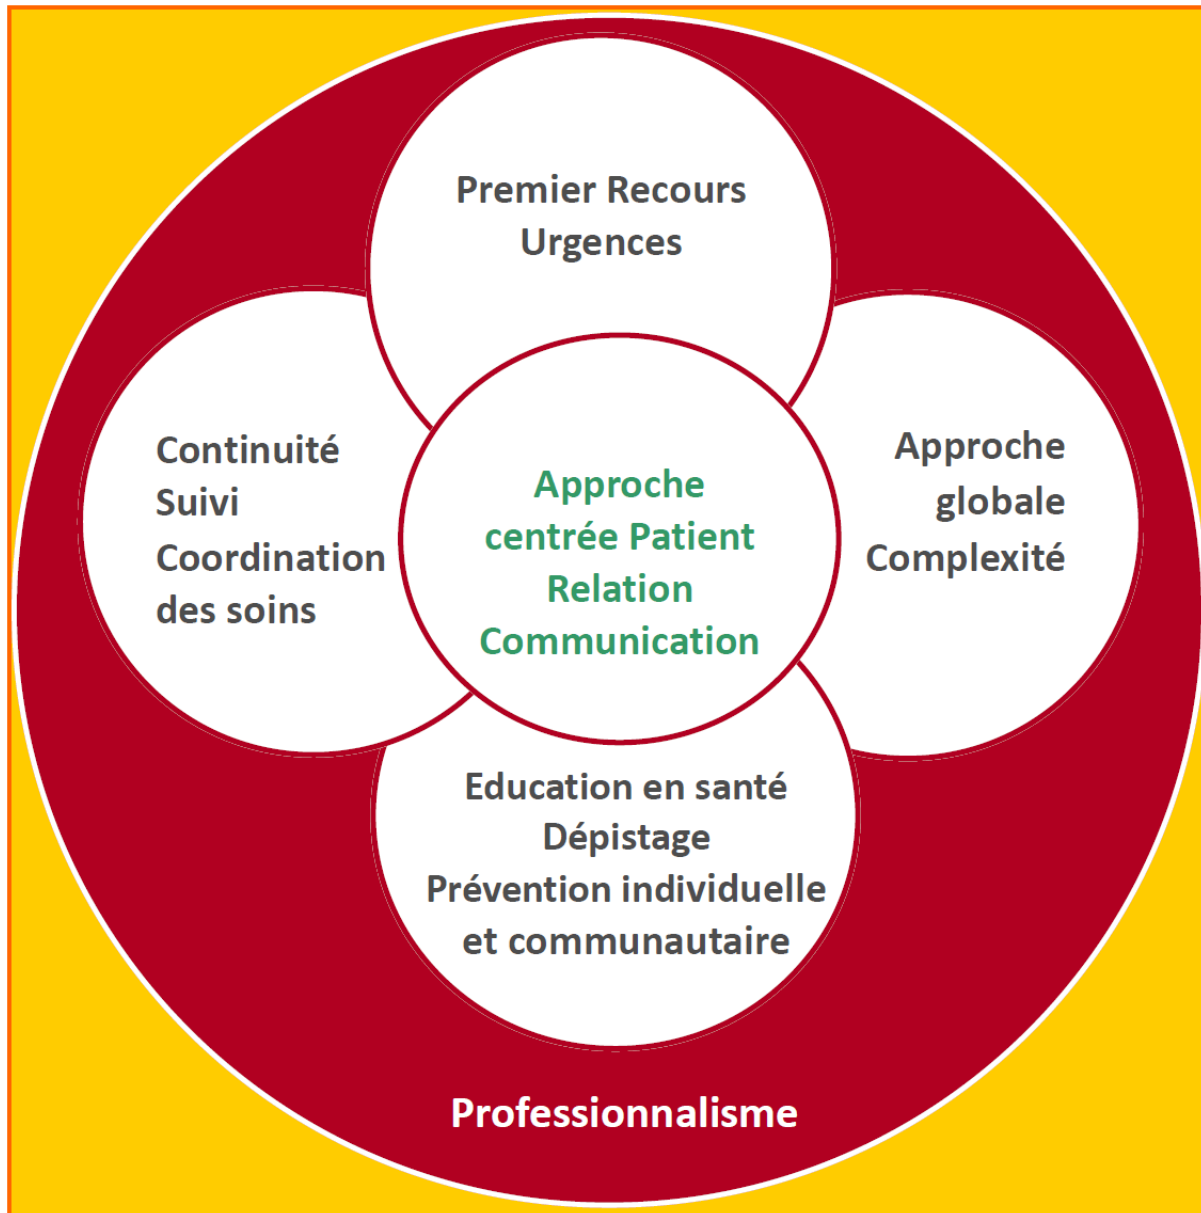 Premier Recours
Urgences
Continuité
Suivi
Coordination
des soins
Approche
centrée Patient
Relation
Communication
Approche
globale
Complexité
Education en santé
Dépistage
Prévention individuelle
et communautaire
Professionnalisme